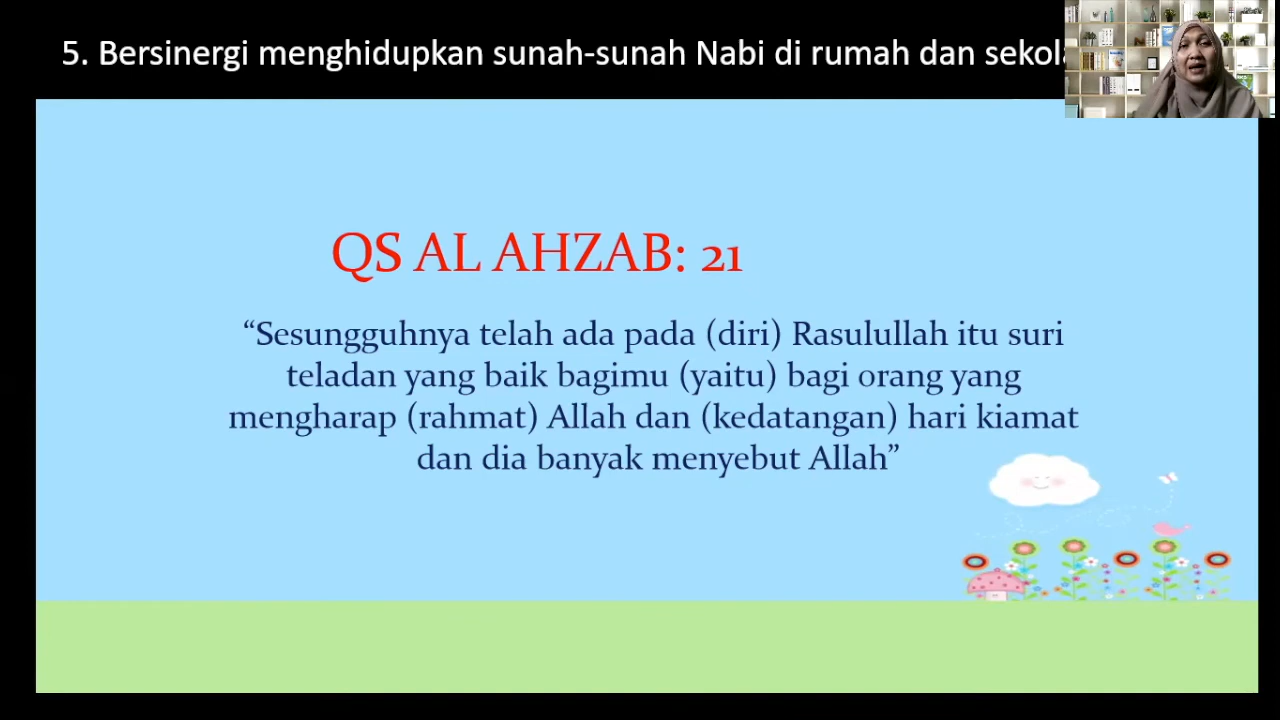 5. Bersinergi menghidupkan sunah-sunah Nabi di rumah dan
QS AL AHZAB: 21
“Sesungguhnya telah ada pada (diri) Rasulullah itu suri
teladan yang baik bagimu (yaitu) bagi orang yang
mengharap (rahmat) Allah dan (kedatangan) hari kiamat
dan dia banyak menyebut Allah”